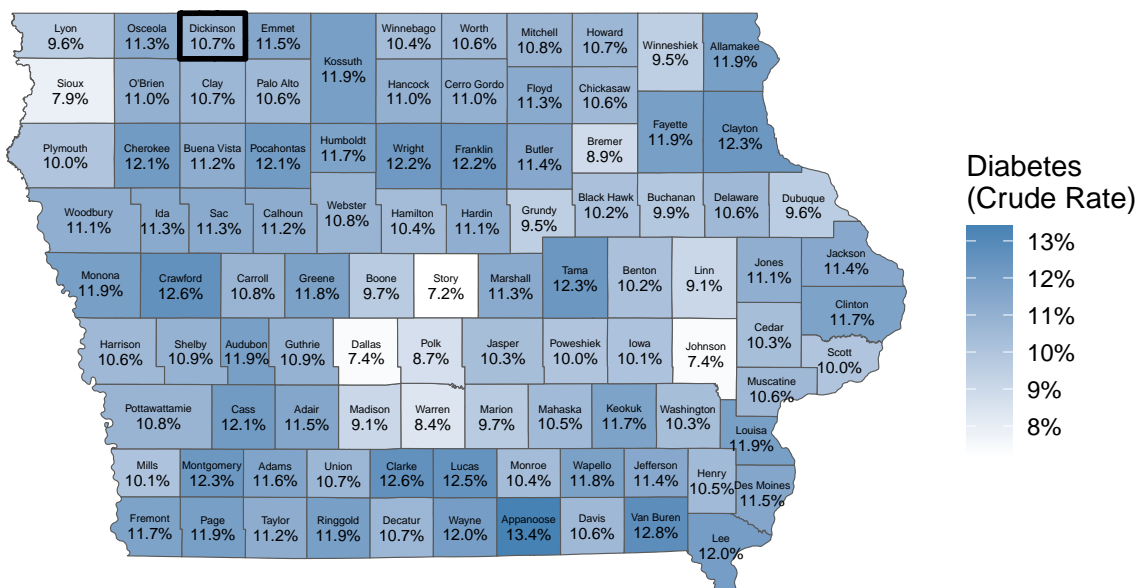 Lyon
9.6%
Osceola
11.3%
Dickinson
10.7%
Emmet
11.5%
Kossuth
11.9%
Winnebago
10.4%
Worth
10.6%
Mitchell
10.8%
Howard
10.7%
Winneshiek
9.5%
Allamakee
11.9%
Sioux
7.9%
O'Brien
11.0%
Clay
10.7%
Palo Alto
10.6%
Hancock
11.0%
Cerro Gordo
11.0%
Floyd
11.3%
Chickasaw
10.6%
Plymouth
10.0%
Cherokee
12.1%
Buena Vista
11.2%
Pocahontas
12.1%
Humboldt
11.7%
Wright
12.2%
Franklin
12.2%
Butler
11.4%
Bremer
8.9%
Fayette
11.9%
Clayton
12.3%
Woodbury
11.1%
Ida
11.3%
Sac
11.3%
Calhoun
11.2%
Webster
10.8%
Hamilton
10.4%
Hardin
11.1%
Grundy
9.5%
Black Hawk
10.2%
Buchanan
9.9%
Delaware
10.6%
Dubuque
9.6%
Monona
11.9%
Crawford
12.6%
Carroll
10.8%
Greene
11.8%
Boone
9.7%
Story
7.2%
Marshall
11.3%
Tama
12.3%
Benton
10.2%
Linn
9.1%
Jones
11.1%
Jackson
11.4%
Clinton
11.7%
Harrison
10.6%
Shelby
10.9%
Audubon
11.9%
Guthrie
10.9%
Dallas
7.4%
Polk
8.7%
Jasper
10.3%
Poweshiek
10.0%
Iowa
10.1%
Johnson
7.4%
Cedar
10.3%
Scott
10.0%
Muscatine
10.6%
Pottawattamie
10.8%
Cass
12.1%
Adair
11.5%
Madison
9.1%
Warren
8.4%
Marion
9.7%
Mahaska
10.5%
Keokuk
11.7%
Washington
10.3%
Louisa
11.9%
Mills
10.1%
Montgomery
12.3%
Adams
11.6%
Union
10.7%
Clarke
12.6%
Lucas
12.5%
Monroe
10.4%
Wapello
11.8%
Jefferson
11.4%
Henry
10.5%
Des Moines
11.5%
Fremont
11.7%
Page
11.9%
Taylor
11.2%
Ringgold
11.9%
Decatur
10.7%
Wayne
12.0%
Appanoose
13.4%
Davis
10.6%
Van Buren
12.8%
Lee
12.0%
Diabetes
(Crude Rate)
13%
12%
11%
10%
9%
8%